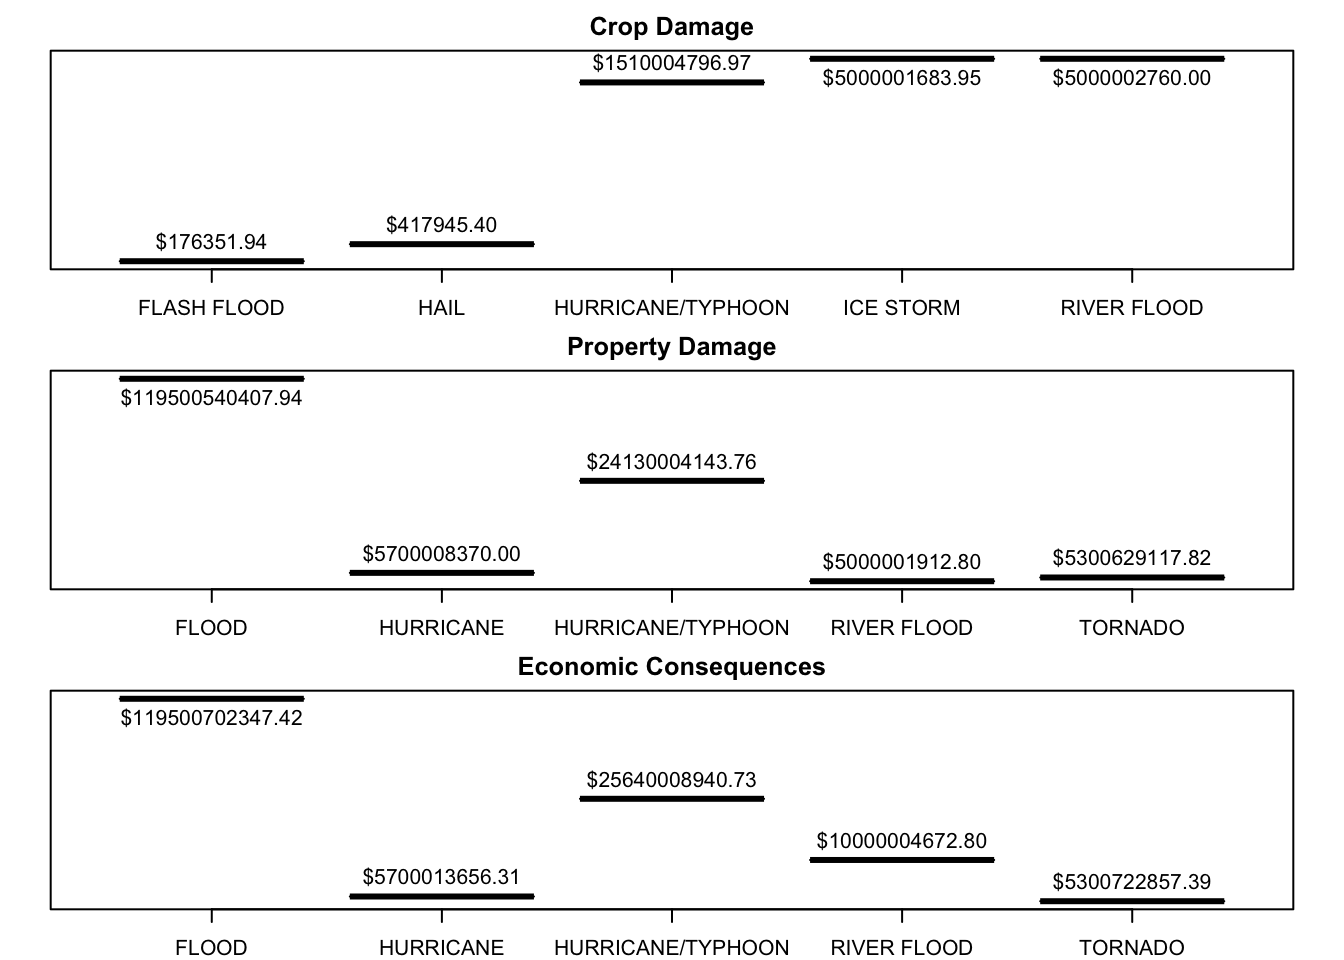 Crop Damage
$1510004796.97
$5000001683.95 $5000002760.00
$417945.40
$176351.94
FLASH FLOOD HAIL HURRICANE/TYPHOON ICE STORM RIVER FLOOD
Property Damage
$119500540407.94
$24130004143.76
$5700008370.00 $5000001912.80 $5300629117.82
FLOOD HURRICANE HURRICANE/TYPHOON RIVER FLOOD TORNADO
Economic Consequences
$119500702347.42
$25640008940.73
$10000004672.80
$5700013656.31 $5300722857.39
FLOOD HURRICANE HURRICANE/TYPHOON RIVER FLOOD TORNADO